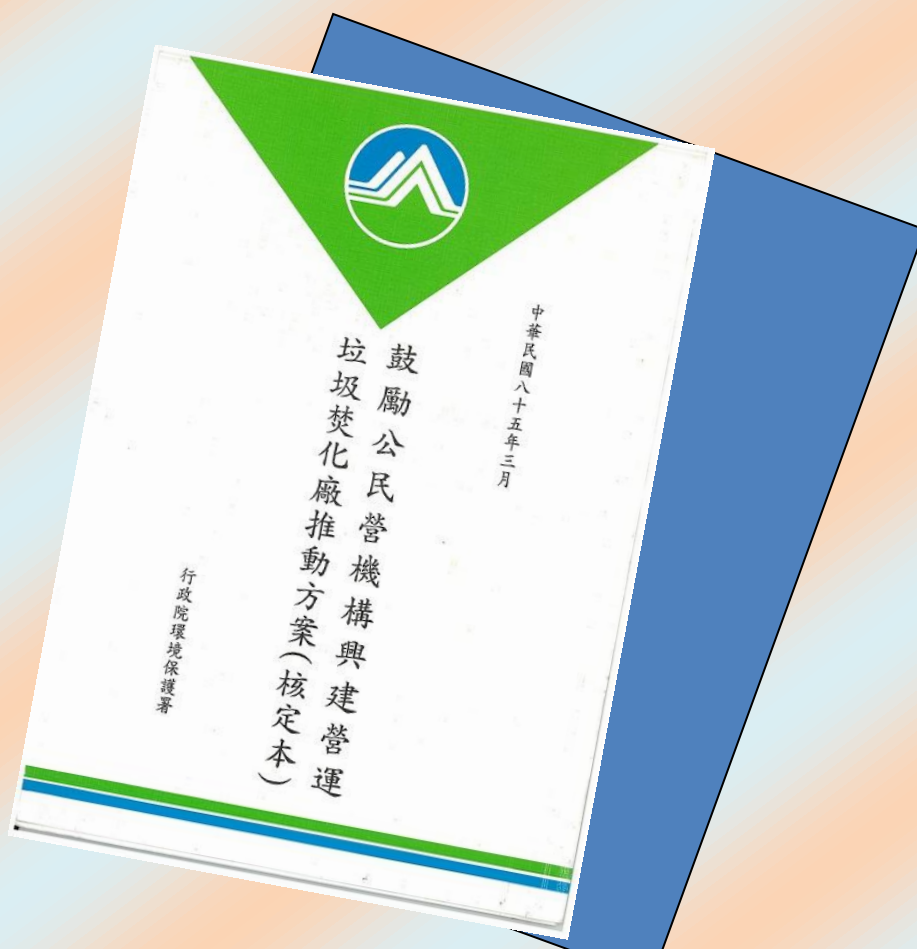 中華民國八十五年三月
鼓勵公民營機構興建營運
垃圾焚化廠推動方案(核定本)
行政院環境保護署